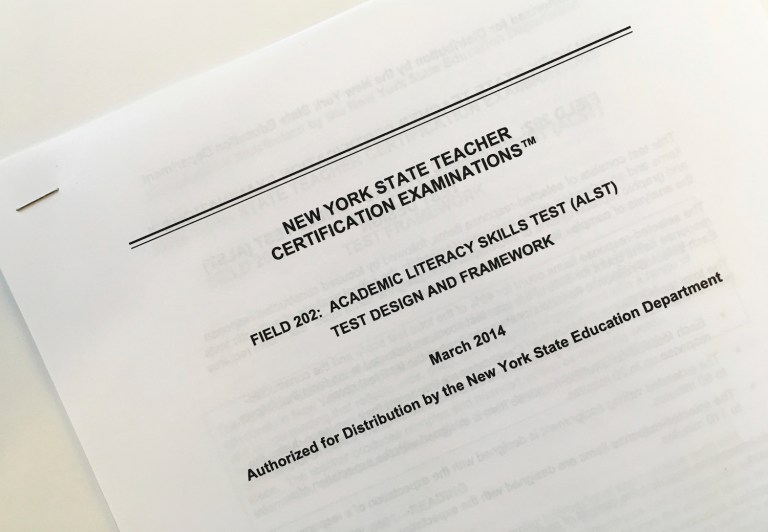 NEW YORK STATE TEACHER
CERTIFICATION EXAMINATIONS™
FIELD 202: ACADEMIC LITERACY SKILLS TEST (ALST)
TEST DESIGN AND FRAMEWORK
March 2014
Authorized for Distribution by the New York State Education Department